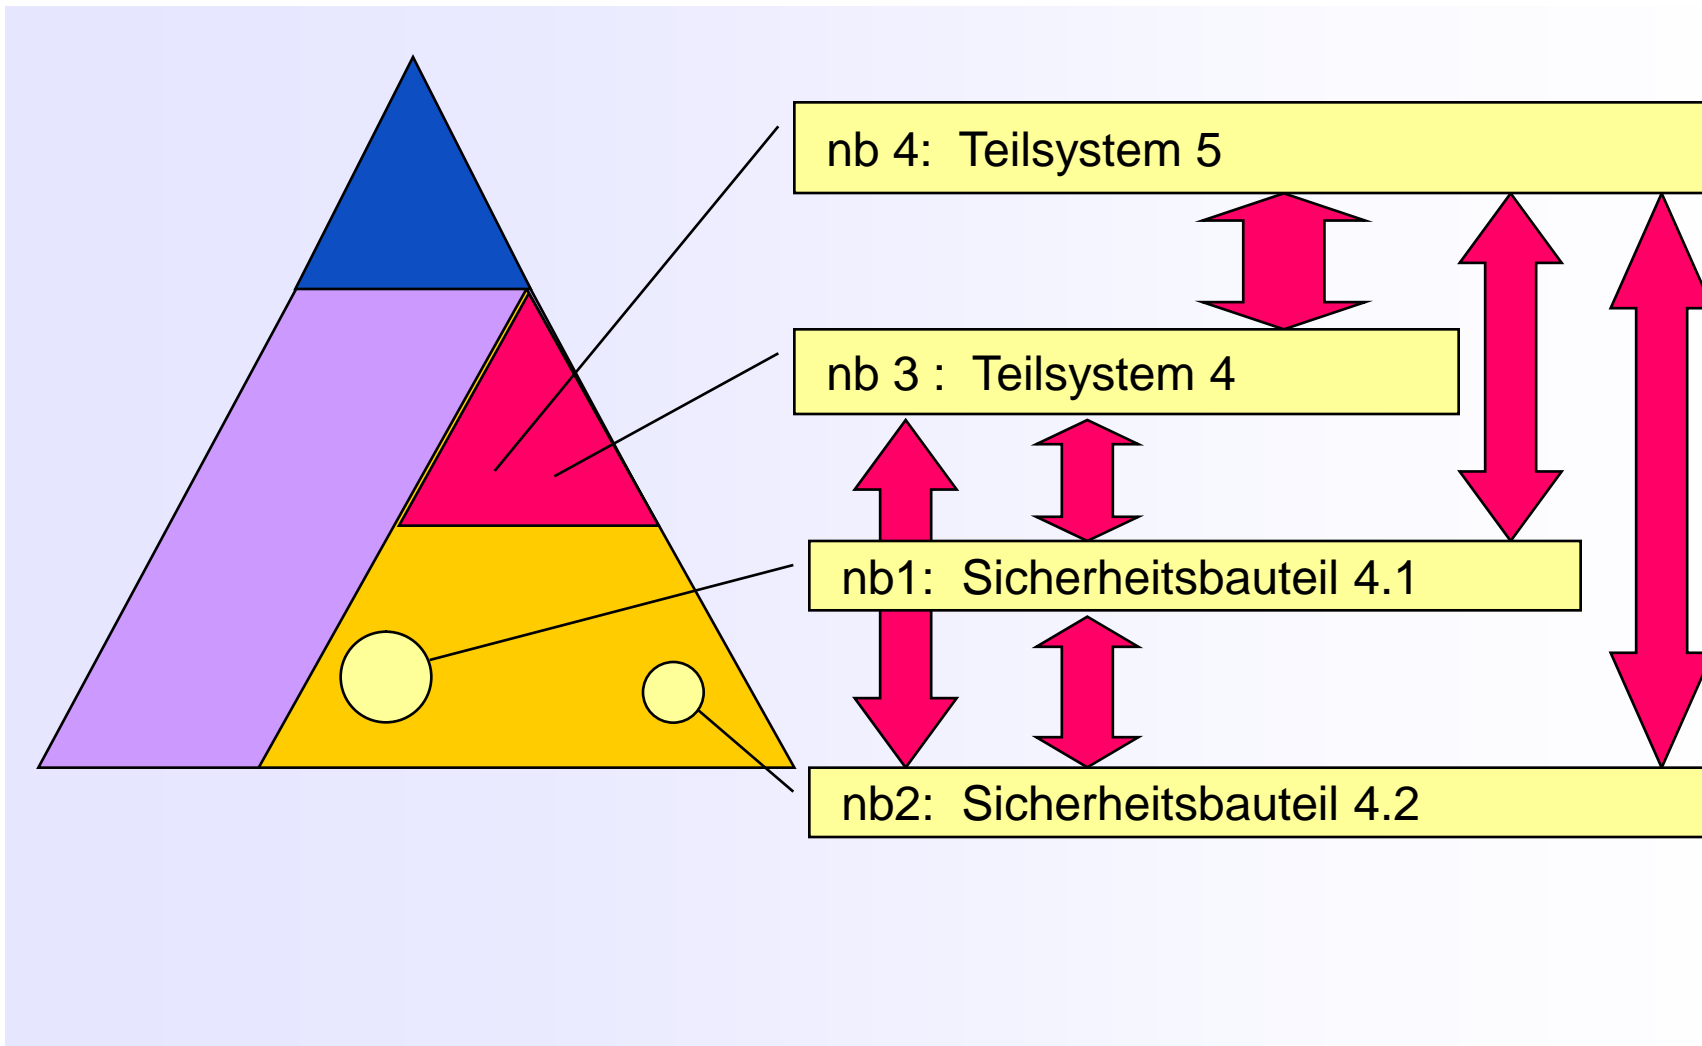 nb 4:  Teilsystem 5
nb 3 :  Teilsystem 4
nb1:  Sicherheitsbauteil 4.1
nb2:  Sicherheitsbauteil 4.2